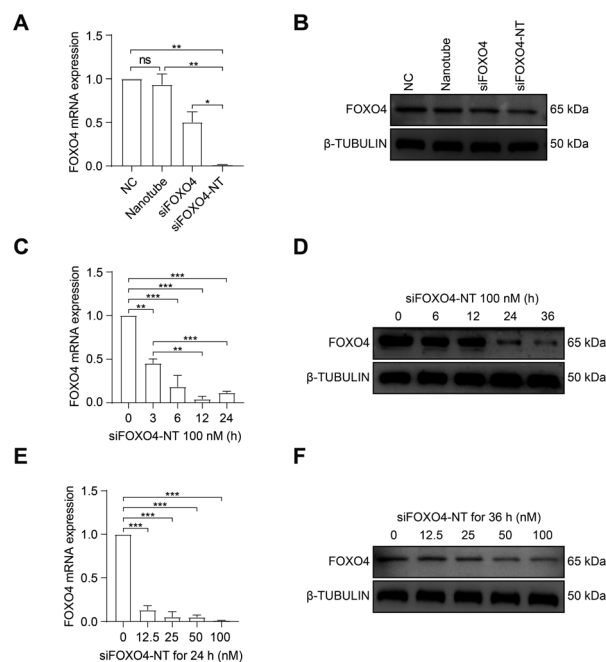 A
FOXO4 mRNA expression
1.5
1.0
0.5
0.0
**
ns
**
*
NC
Nanotube
siFOXO4
siFOXO4-NT
B
NC
Nanotube
siFOXO4
siFOXO4-NT
FOXO4
65 kDa
β-TUBULIN
50 kDa
C
FOXO4 mRNA expression
1.5
1.0
0.5
0.0
***
***
***
**
***
**
0 3 6 12 24
siFOXO4-NT 100 nM (h)
D
siFOXO4-NT 100 nM (h)
0 6 12 24 36
FOXO4
65 kDa
β-TUBULIN
50 kDa
E
FOXO4 mRNA expression
1.5
1.0
0.5
0.0
***
***
***
***
0 12.5 25 50 100
siFOXO4-NT for 24 h (nM)
F
siFOXO4-NT for 36 h (nM)
0 12.5 25 50 100
FOXO4
65 kDa
β-TUBULIN
50 kDa